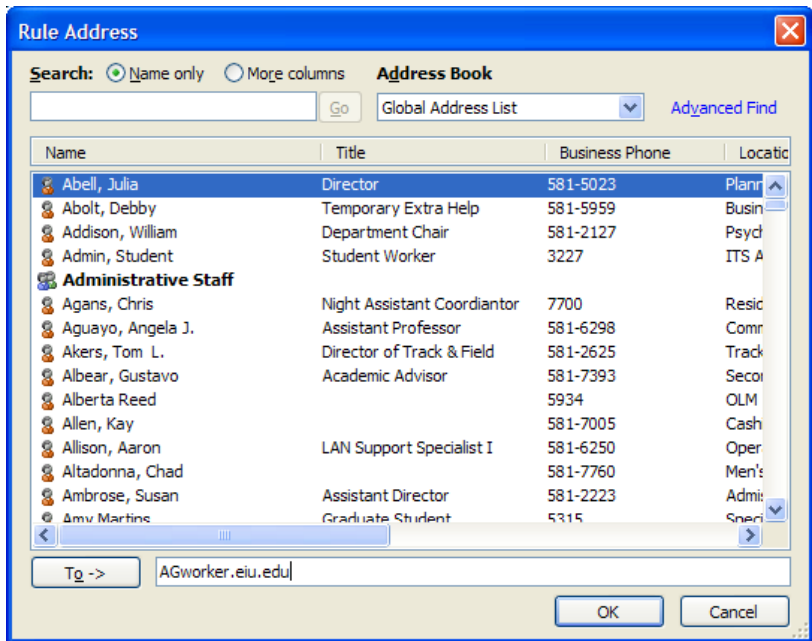 Rule Address
Search: Name only More columns Address Book
Go Global Address List Advanced Find
Name Title Business Phone Locatic
Abell, Julia Director 581-5023 Plann
Abolt, Debby Temporary Extra Help 581-5959 Busin
Addison, William Department Chair 581-2127 Psych
Admin, Student Student Worker 3227 ITS A
Administrative Staff
Agans, Chris Night Assistant Coordiantor 7700 Resid
Aguayo, Angela J. Assistant Professor 581-6298 Comm
Akers, Tom L. Director of Track & Field 581-2625 Track
Albear, Gustavo Academic Advisor 581-7393 Secon
Alberta Reed 5934 OLM
Allen, Kay 581-7005 Cash
Allison, Aaron LAN Support Specialist I 581-6250 Oper
Altadonna, Chad 581-7760 Men's
Ambrose, Susan Assistant Director 581-2223 Admis
Amy Martins Graduate Student 5315 Speci
To -> AGworker.eiu.edu
OK Cancel